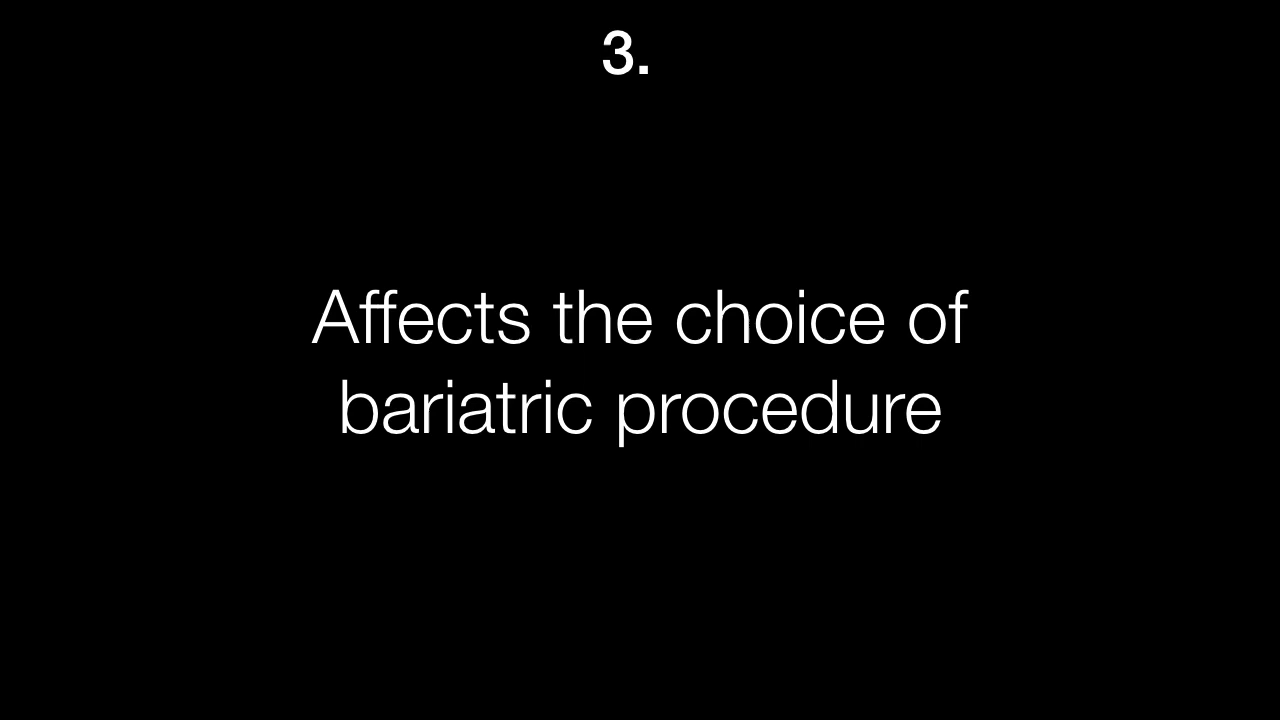 3.
Affects the choice of
bariatric procedure